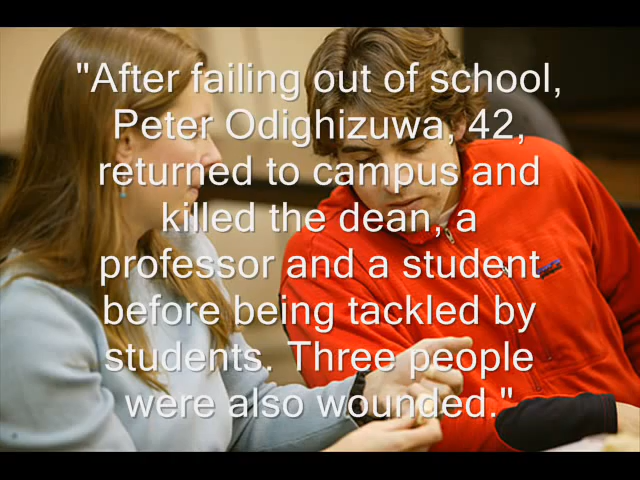 "After failing out of school,
Peter Odighizuwa, 42,
returned to campus and
killed the dean, a
professor and a student
before being tackled by
students. Three people
were also wounded."